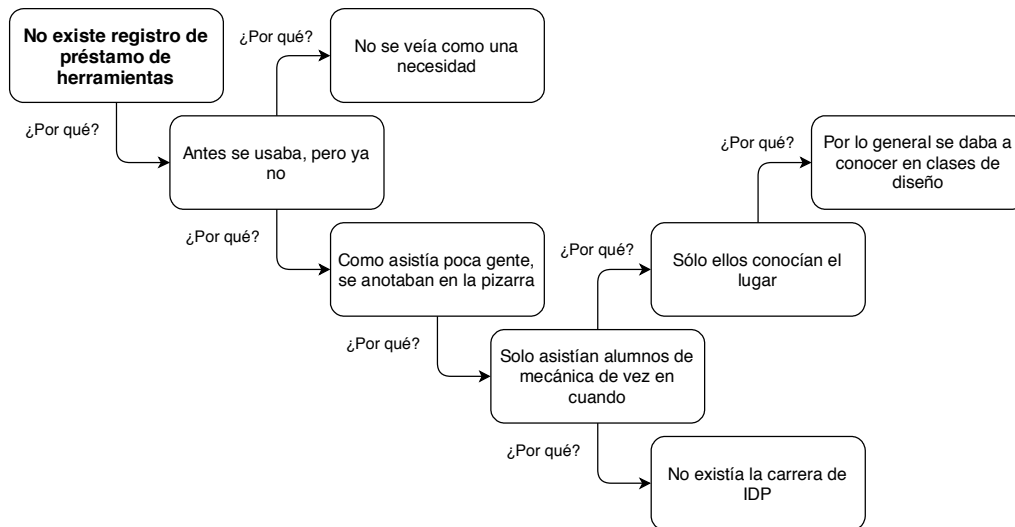 No existe registro de
préstamo de
herramientas
¿Por qué?
No se veía como una
necesidad
¿Por qué?
Antes se usaba, pero ya
no
¿Por qué?
Como asistía poca gente,
se anotaban en la pizarra
¿Por qué?
Solo asistían alumnos de
mecánica de vez en
cuando
¿Por qué?
Sólo ellos conocían el
lugar
¿Por qué?
Por lo general se daba a
conocer en clases de
diseño
¿Por qué?
No existía la carrera de
IDP